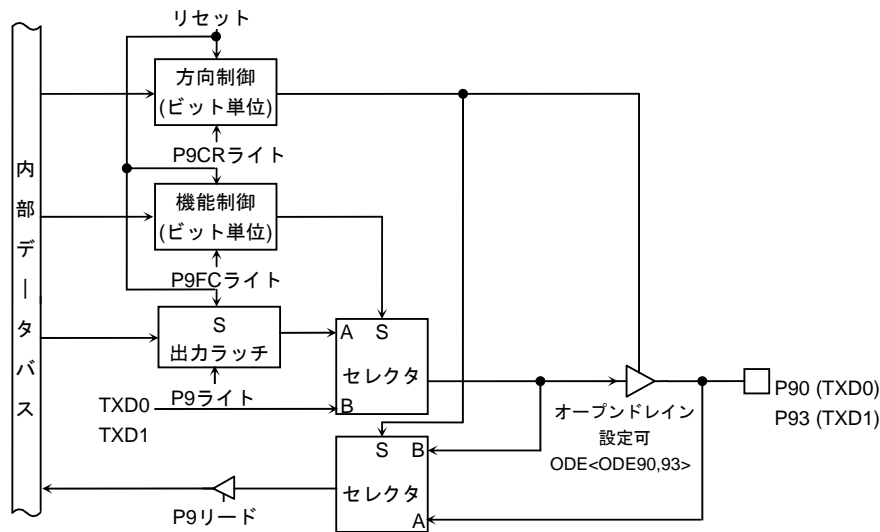 リセット
方向制御
(ビット単位)
P9CRライト
内部データバス
機能制御
(ビット単位)
P9FCライト
S
出力ラッチ
P9ライト
TXD0
TXD1
A S
セレクタ
B
オープンドレイン
設定可
ODE<ODE90,93>
P90 (TXD0)
P93 (TXD1)
S B
セレクタ
A
P9リード